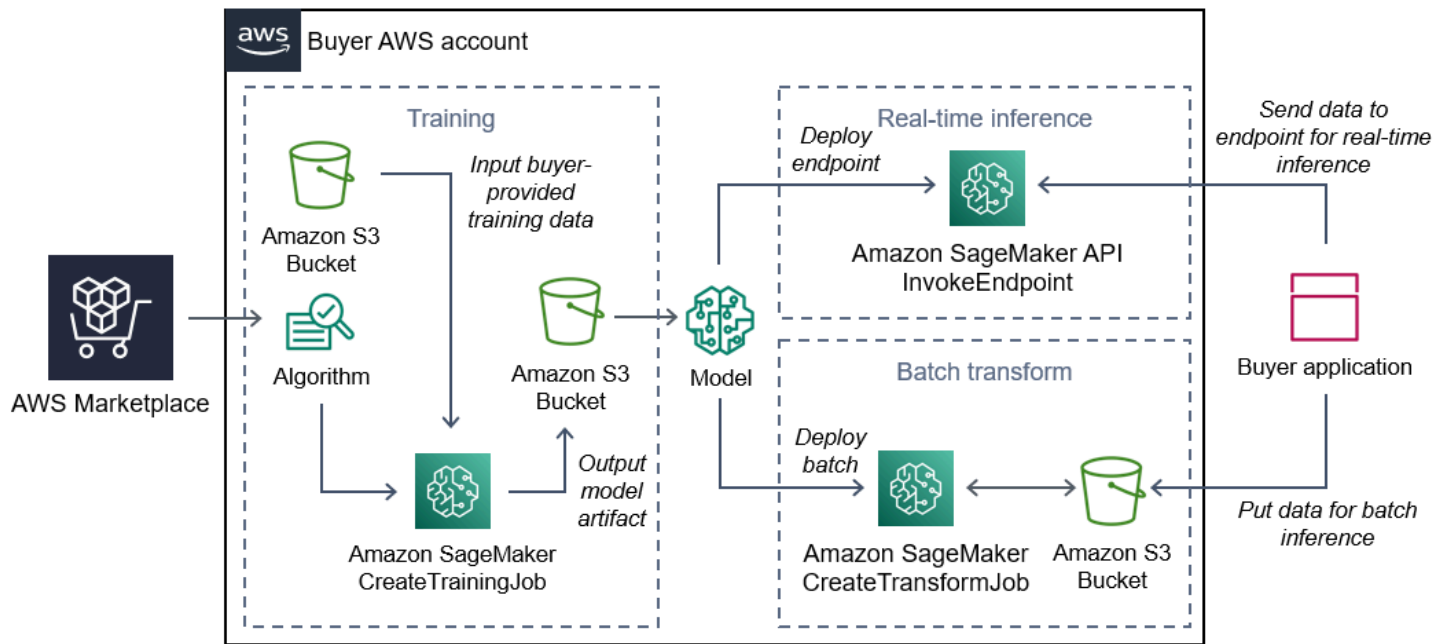 aws
Buyer AWS account
Training
Amazon S3
Bucket
Input buyer-
provided
training data
AWS Marketplace
Algorithm
Amazon S3
Bucket
Amazon SageMaker
CreateTrainingJob
Output
model
artifact
Model
Real-time inference
Deploy
endpoint
Amazon SageMaker API
InvokeEndpoint
Send data to
endpoint for real-time
inference
Batch transform
Deploy
batch
Amazon SageMaker
CreateTransformJob
Amazon S3
Bucket
Buyer application
Put data for batch
inference